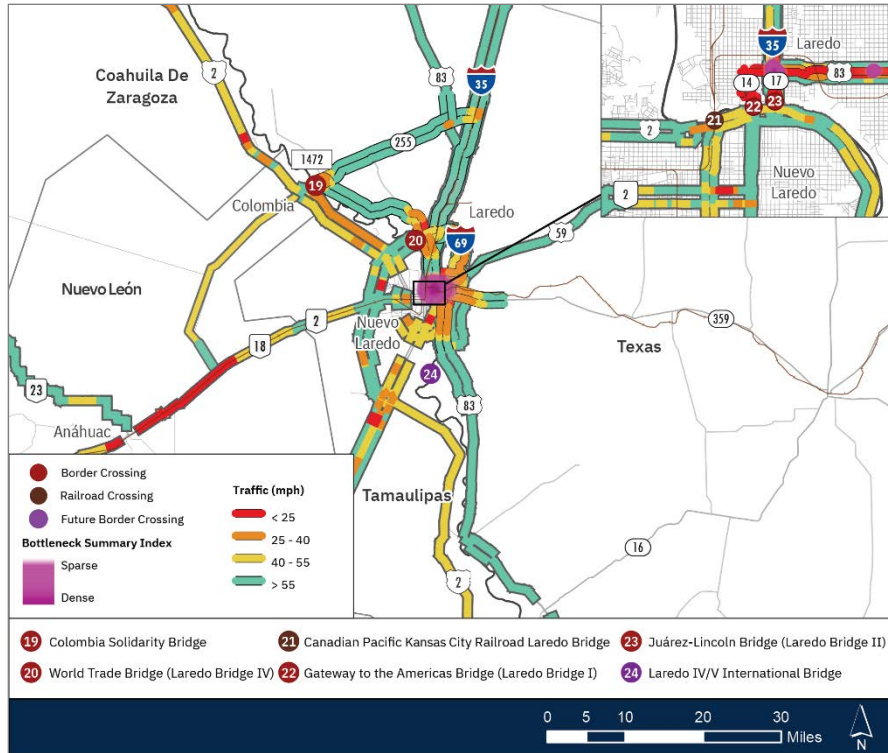 2
Coahuila De
Zaragoza
83
35
255
1472
19
Colombia
20
Laredo
69
59
Nuevo León
2
18
Nuevo
Laredo
359
Texas
23
24
83
Anáhuac
Tamaulipas
16
2
35
Laredo
14
17
83
21
22
23
2
Nuevo
Laredo
2
Border Crossing
Railroad Crossing
Future Border Crossing
Bottleneck Summary Index
Sparse
Dense
Traffic (mph)
< 25
25 - 40
40 - 55
> 55
19 Colombia Solidarity Bridge
21 Canadian Pacific Kansas City Railroad Laredo Bridge
23 Juárez-Lincoln Bridge (Laredo Bridge II)
20 World Trade Bridge (Laredo Bridge IV)
22 Gateway to the Americas Bridge (Laredo Bridge I)
24 Laredo IV/V International Bridge
0 5 10 20 30
Miles
N